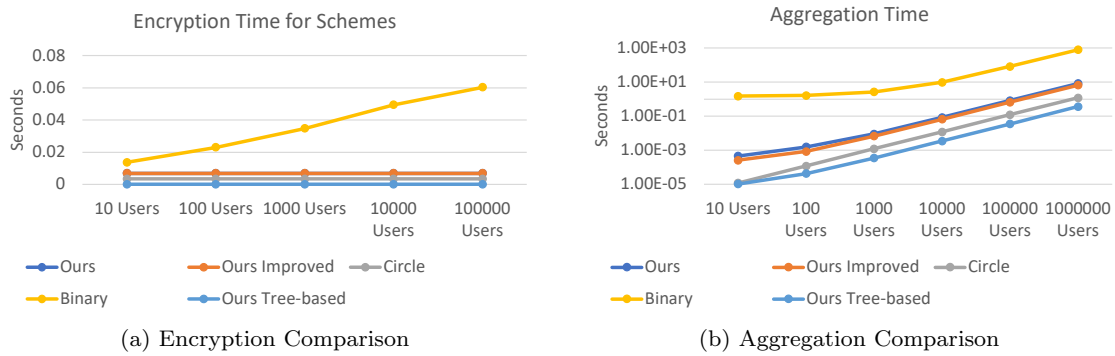 Encryption Time for Schemes
0.08
0.06
0.04
0.02
0
Seconds
10 Users
100 Users
1000 Users
10000
Users
100000
Users
Ours
Ours Improved
Circle
Binary
Ours Tree-based
(a) Encryption Comparison
Aggregation Time
1.00E+03
1.00E+01
1.00E-01
1.00E-03
1.00E-05
Seconds
10 Users
100
Users
1000
Users
10000
Users
100000
Users
1000000
Users
Ours
Ours Improved
Circle
Binary
Ours Tree-based
(b) Aggregation Comparison